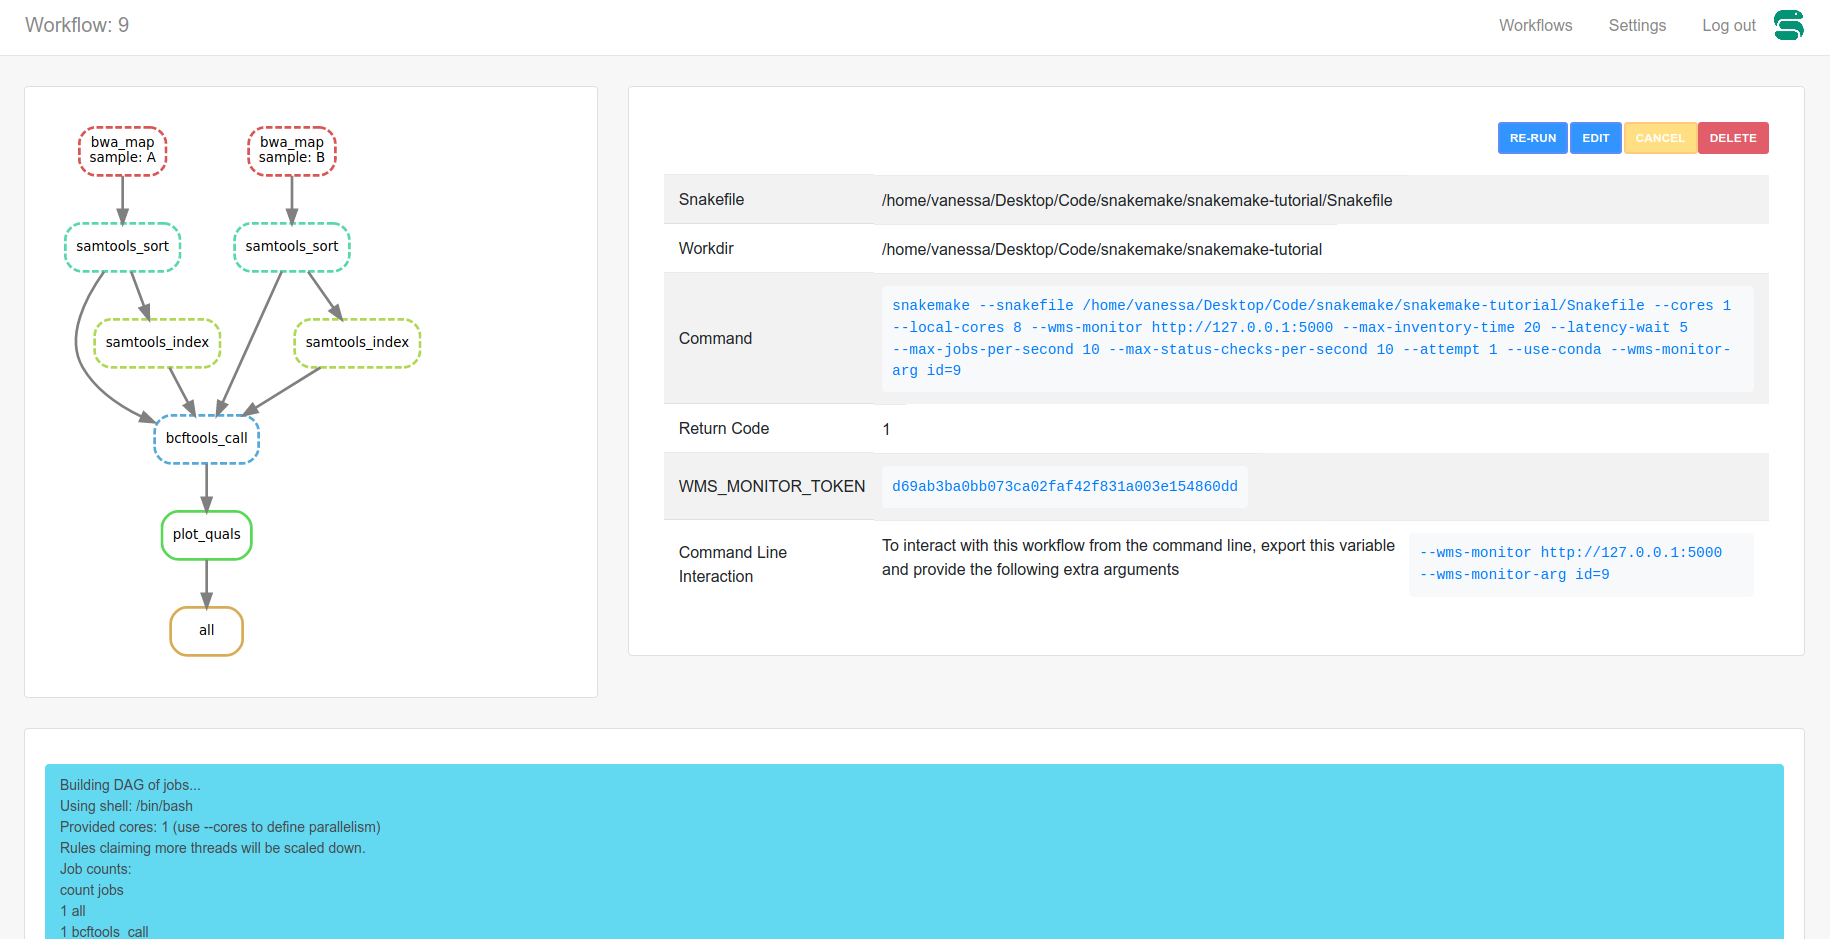 Workflow: 9
Workflows
Settings
Log out
bwa_map
sample: A
bwa_map
sample: B
samtools_sort
samtools_sort
samtools_index
samtools_index
bcftools_call
plot_quals
all
RE-RUN
EDIT
CANCEL
DELETE
Snakefile
/home/vanessa/Desktop/Code/snakemake/snakemake-tutorial/Snakefile
Workdir
/home/vanessa/Desktop/Code/snakemake/snakemake-tutorial
Command
snakemake --snakefile /home/vanessa/Desktop/Code/snakemake/snakemake-tutorial/Snakefile --cores 1
--local-cores 8 --wms-monitor http://127.0.0.1:5000 --max-inventory-time 20 --latency-wait 5
--max-jobs-per-second 10 --max-status-checks-per-second 10 --attempt 1 --use-conda --wms-monitor-
arg id=9
Return Code
1
WMS_MONITOR_TOKEN
d69ab3ba0bb073ca02faf42f831a003e154860dd
Command Line
Interaction
To interact with this workflow from the command line, export this variable
and provide the following extra arguments
--wms-monitor http://127.0.0.1:5000
--wms-monitor-arg id=9
Building DAG of jobs...
Using shell: /bin/bash
Provided cores: 1 (use --cores to define parallelism)
Rules claiming more threads will be scaled down.
Job counts:
count jobs
1 all
1 bcftools_call